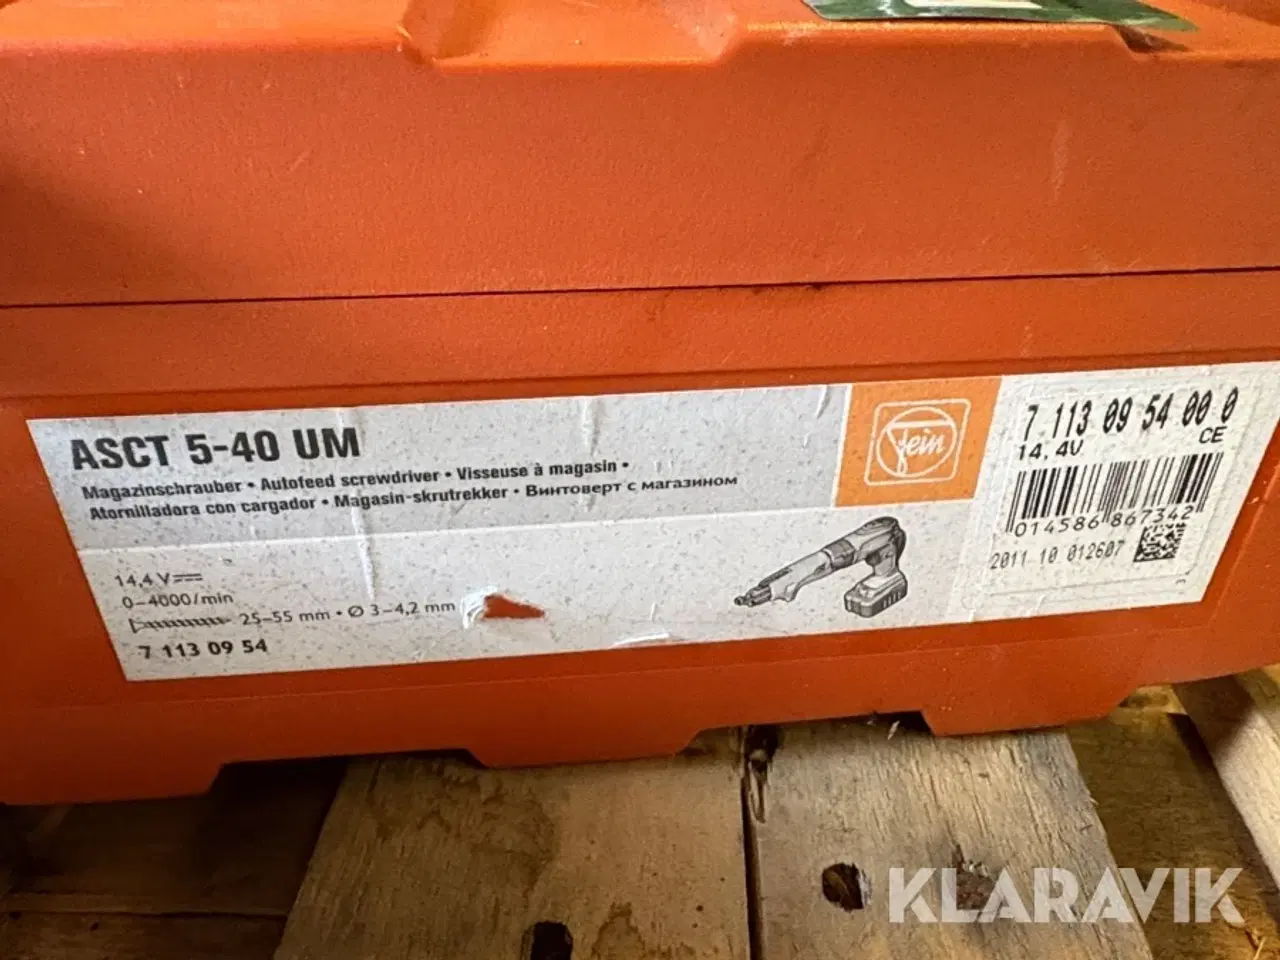 ASCT 5-40 UM
Magazinschrauber • Autofeed screwdriver • Visseuse à magasin •
Atornilladora con cargador • Magasin-skrutrekker • Винтоверт с магазином
14,4 V
0–4000/min
25–55 mm • Ø 3–4,2 mm
7 113 09 54
fein
7 113 09 54 00 0
14,4V CE
014586 867342
2011 10 012607
KLARAVIK